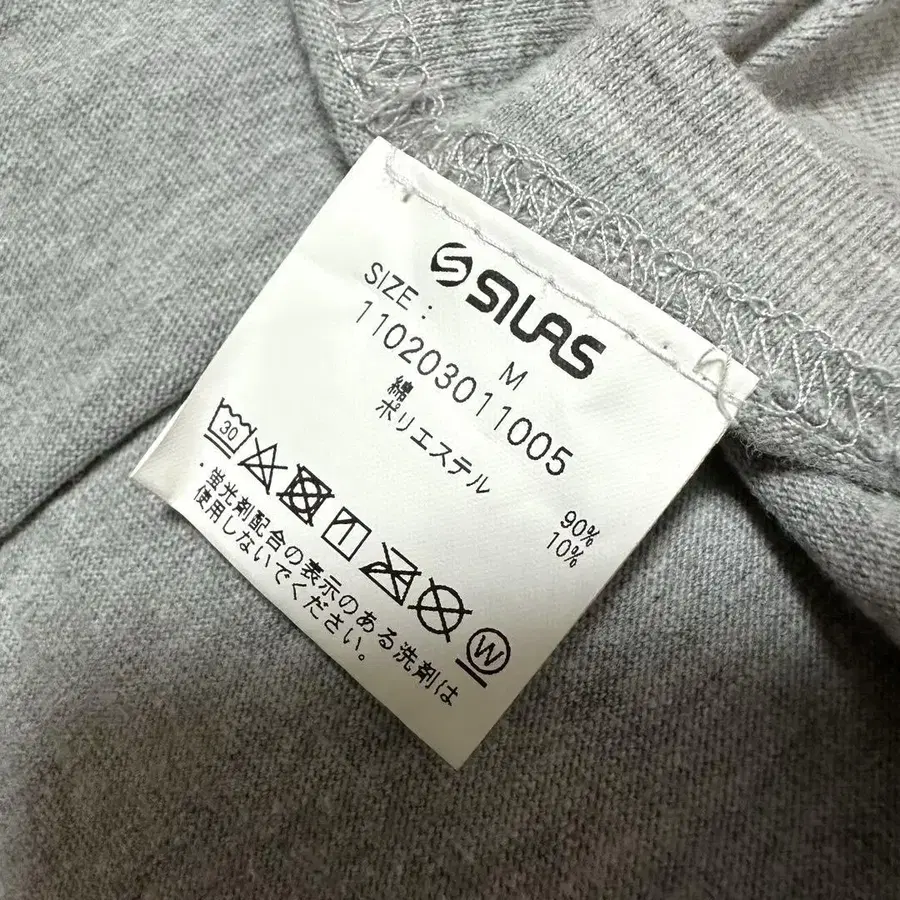 SILAS
SIZE : M
110203011005
綿 90%
ポリエステル 10%
30
W
・蛍光剤配合の表示のある洗剤は
使用しないでください。